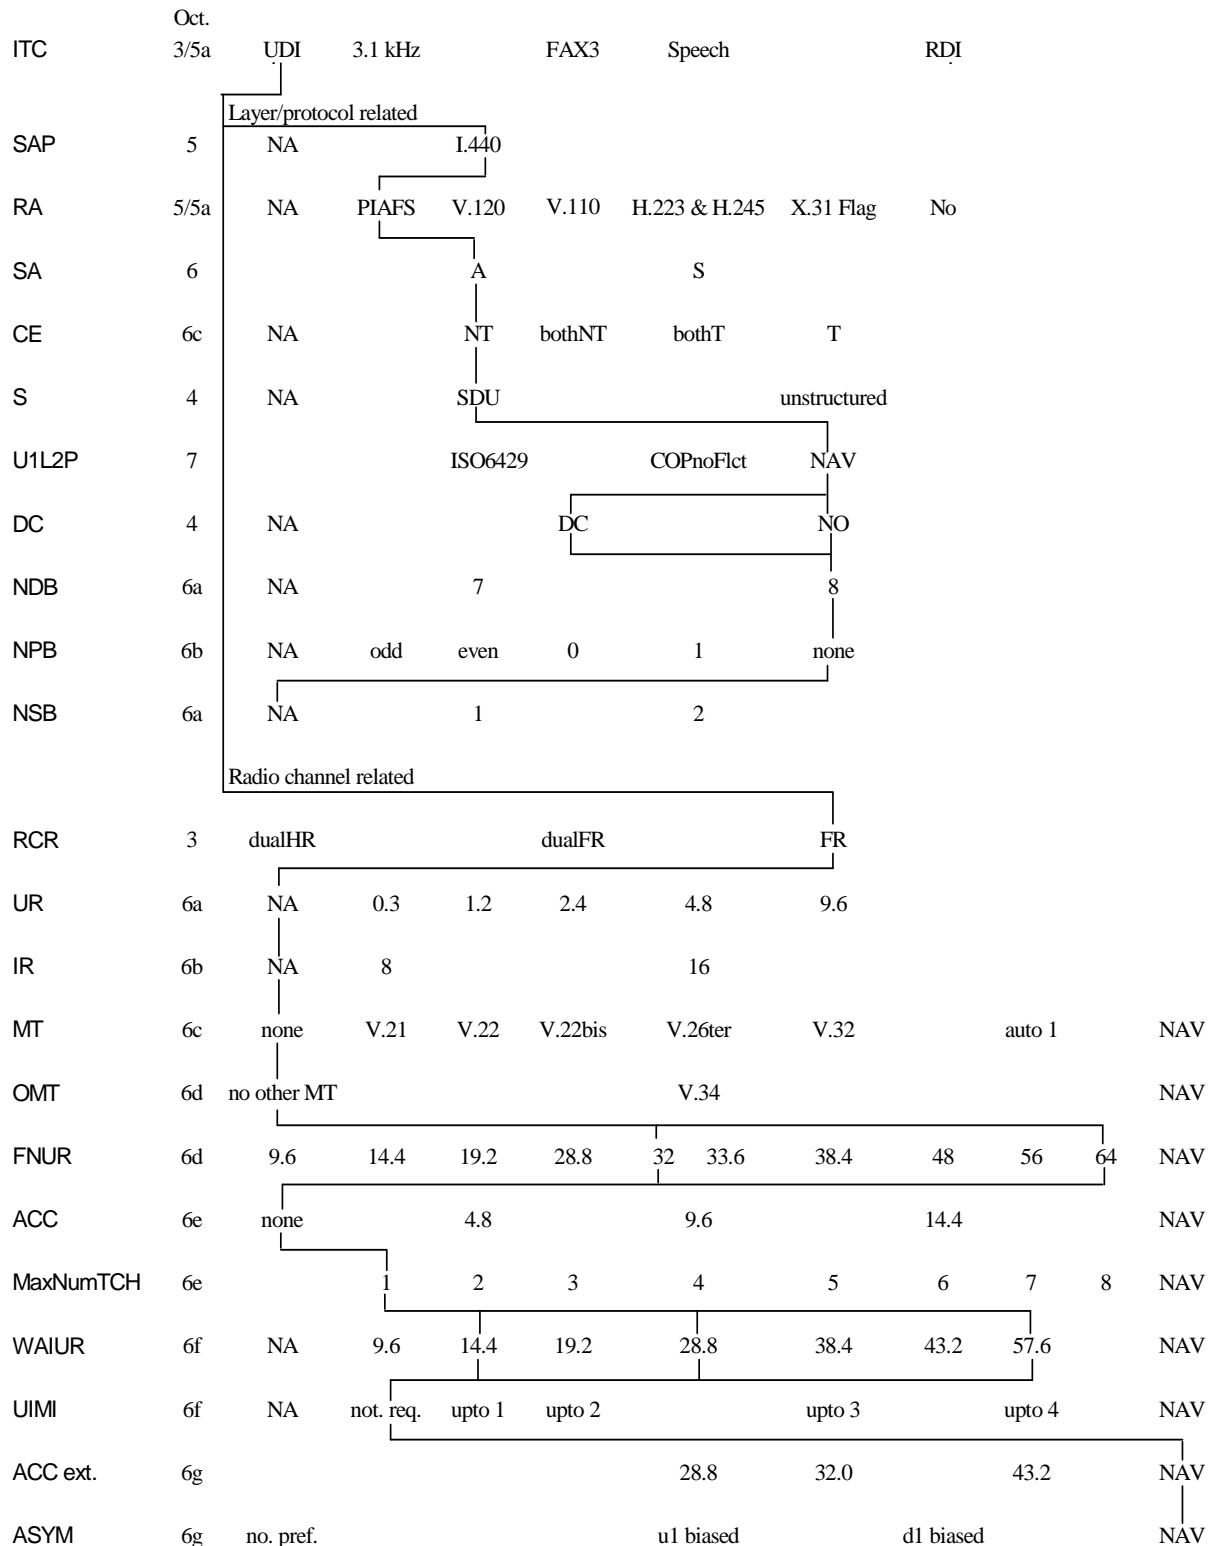 Oct.
ITC 3/5a UDI 3.1 kHz FAX3 Speech RDI
Layer/protocol related
SAP 5 NA I.440
RA 5/5a NA PIAFS V.120 V.110 H.223 & H.245 X.31 Flag No
SA 6 A S
CE 6c NA NT bothNT bothT T
S 4 NA SDU unstructured
U1L2P 7 ISO6429 COPnoFlct NAV
DC 4 NA DC NO
NDB 6a NA 7 8
NPB 6b NA odd even 0 1 none
NSB 6a NA 1 2
Radio channel related
RCR 3 dualHR dualFR FR
UR 6a NA 0.3 1.2 2.4 4.8 9.6
IR 6b NA 8 16
MT 6c none V.21 V.22 V.22bis V.26ter V.32 auto 1 NAV
OMT 6d no other MT V.34 NAV
FNUR 6d 9.6 14.4 19.2 28.8 32 33.6 38.4 48 56 64 NAV
ACC 6e none 4.8 9.6 14.4 NAV
MaxNumTCH 6e 1 2 3 4 5 6 7 8 NAV
WAIUR 6f NA 9.6 14.4 19.2 28.8 38.4 43.2 57.6 NAV
UIMI 6f NA not. req. upto 1 upto 2 upto 3 upto 4 NAV
ACC ext. 6g 28.8 32.0 43.2 NAV
ASYM 6g no. pref. u1 biased d1 biased NAV